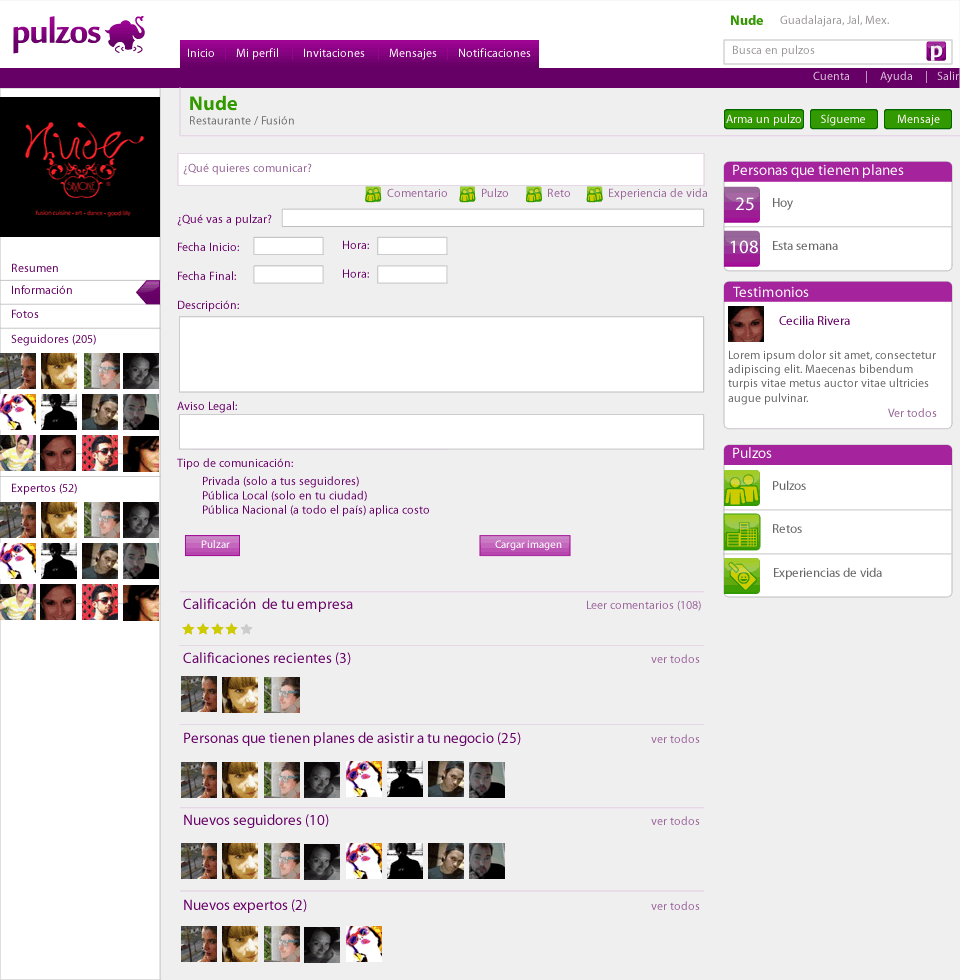 pulzos
Nude
Guadalajara, Jal, Mex.
Busca en pulzos
p
Inicio
Mi perfil
Invitaciones
Mensajes
Notificaciones
Cuenta | Ayuda | Salir
Nude
SIMONE
fusion cuisine • art • dance • good life
Nude
Restaurante / Fusión
Arma un pulzo
Sígueme
Mensaje
Resumen
Información
Fotos
Seguidores (205)
Expertos (52)
¿Qué quieres comunicar?
Comentario
Pulzo
Reto
Experiencia de vida
¿Qué vas a pulzar?
Fecha Inicio:
Hora:
Fecha Final:
Hora:
Descripción:
Aviso Legal:
Tipo de comunicación:
Privada (solo a tus seguidores)
Pública Local (solo en tu ciudad)
Pública Nacional (a todo el país) aplica costo
Pulzar
Cargar imagen
Calificación de tu empresa
Leer comentarios (108)
Calificaciones recientes (3)
ver todos
Personas que tienen planes de asistir a tu negocio (25)
ver todos
Nuevos seguidores (10)
ver todos
Nuevos expertos (2)
ver todos
Personas que tienen planes
25 Hoy
108 Esta semana
Testimonios
Cecilia Rivera
Lorem ipsum dolor sit amet, consectetur
adipiscing elit. Maecenas bibendum
turpis vitae metus auctor vitae ultricies
augue pulvinar.
Ver todos
Pulzos
Pulzos
Retos
Experiencias de vida